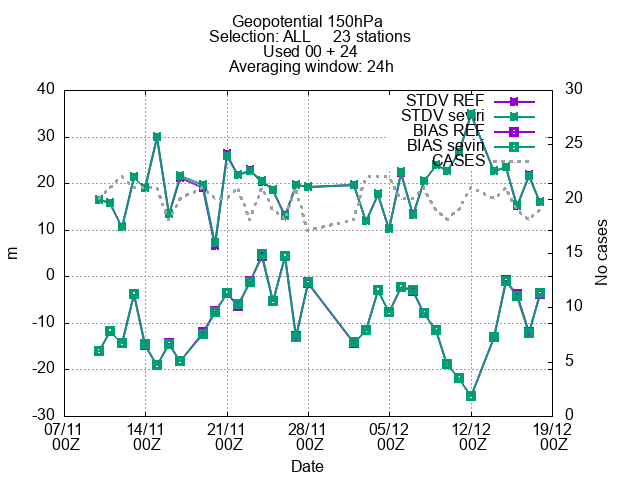 Geopotential 150hPa
Selection: ALL 23 stations
Used 00 + 24
Averaging window: 24h
40
30
20
10
0
-10
-20
-30
m
30
25
20
15
10
5
0
No cases
STDV REF
STDV seviri
BIAS REF
BIAS seviri
CASES
07/11 14/11 21/11 28/11 05/12 12/12 19/12
00Z 00Z 00Z 00Z 00Z 00Z 00Z
Date